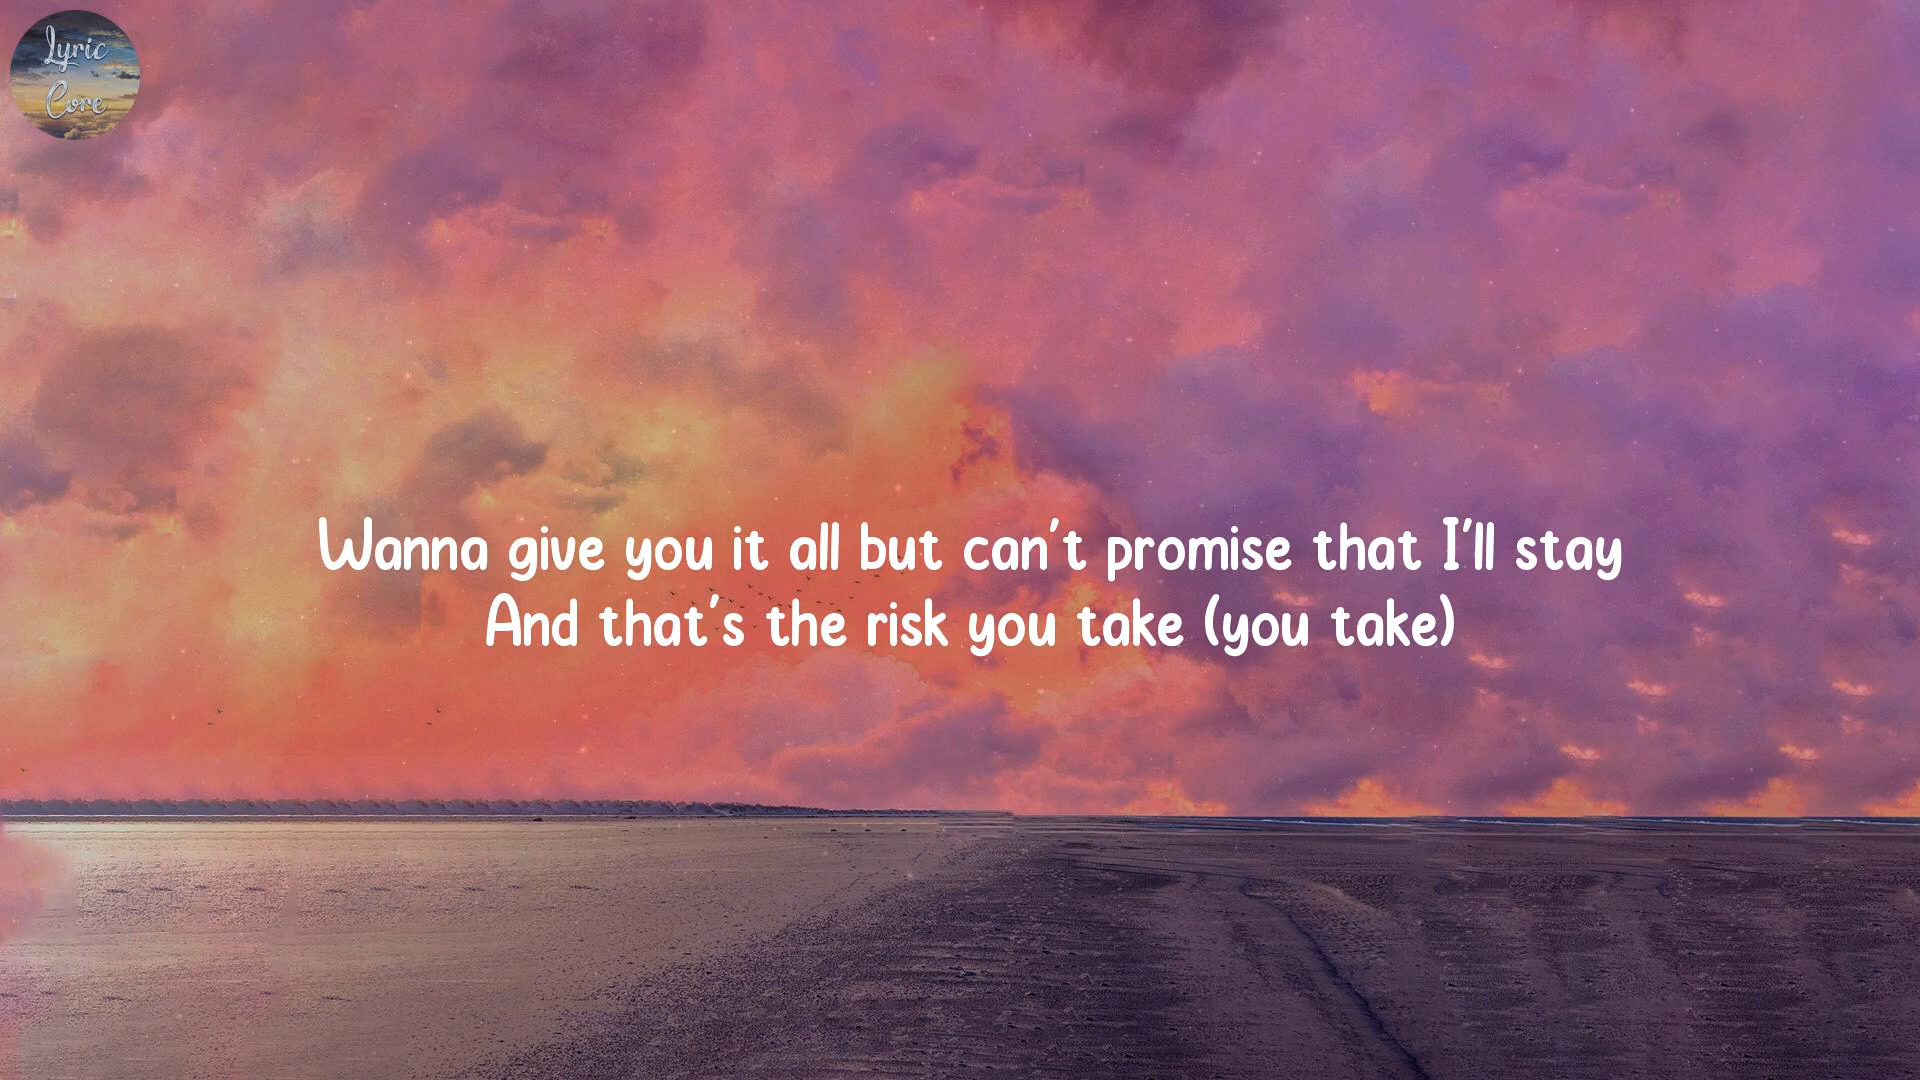 Lyric
Core
Wanna give you it all but can't promise that I'll stay
And that's the risk you take (you take)